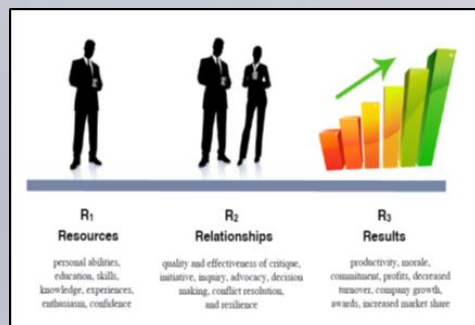 R1
Resources
personal abilities,
education, skills,
knowledge, experiences,
enthusiasm, confidence
R2
Relationships
quality and effectiveness of critique,
initiative, inquiry, advocacy, decision
making, conflict resolution,
and resilience
R3
Results
productivity, morale,
commitment, profits, decreased
turnover, company growth,
awards, increased market share